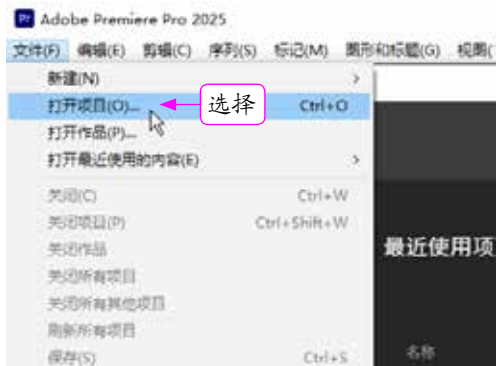 Pr Adobe Premiere Pro 2025
文件(F) 编辑(E) 剪辑(C) 序列(S) 标记(M) 图形和标题(G) 视图(
新建(N) >
打开项目(O)... 选择 Ctrl+O
打开作品(P)...
打开最近使用的内容(E) >
关闭(C) Ctrl+W
关闭项目(P) Ctrl+Shift+W
关闭作品
关闭所有项目
关闭所有其他项目
刷新所有项目
保存(S) Ctrl+S
最近使用项
名称